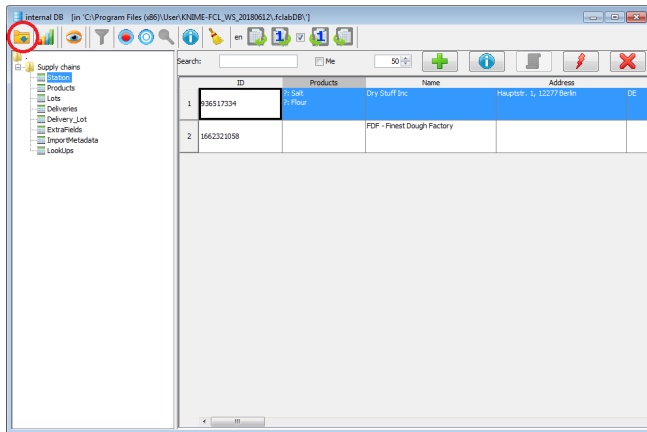 internal DB [in 'C:\Program Files (x86)\User\KNIME-FCL_WS_20180612\.fclabDB\']
en
Supply chains
Station
Products
Lots
Deliveries
Delivery_Lot
ExtraFields
ImportMetadata
LookUps
Search:
Me
50
ID Products Name Address
1 936517334 ?: Salt Dry Stuff Inc Hauptstr. 1, 12277 Berlin DE
?: Flour
2 1662321058 FDF - Finest Dough Factory